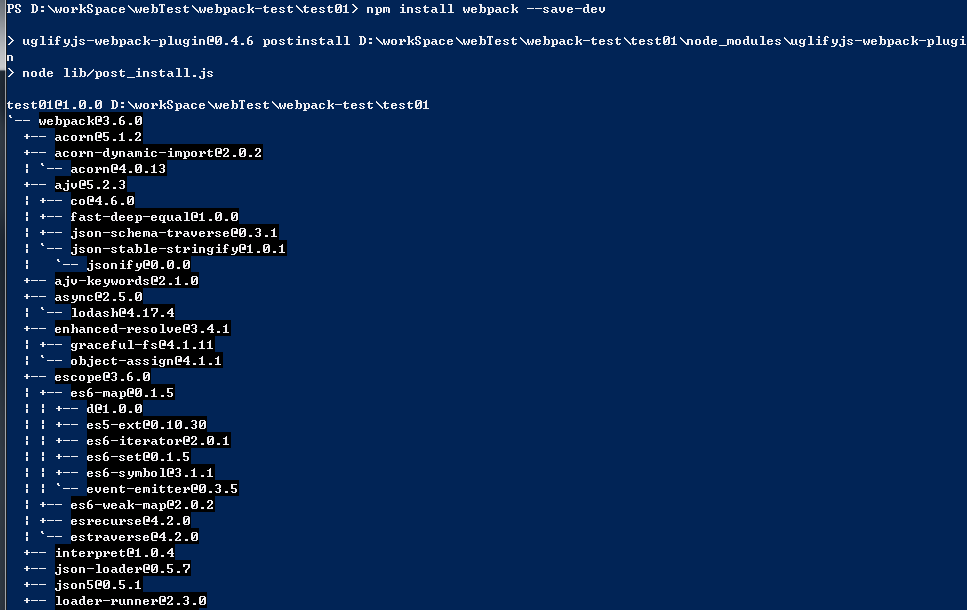 PS D:\workSpace\webTest\webpack-test\test01> npm install webpack --save-dev
> uglifyjs-webpack-plugin@0.4.6 postinstall D:\workSpace\webTest\webpack-test\test01\node_modules\uglifyjs-webpack-plugi
n
> node lib/post_install.js
test01@1.0.0 D:\workSpace\webTest\webpack-test\test01
`-- webpack@3.6.0
  +-- acorn@5.1.2
  +-- acorn-dynamic-import@2.0.2
  | `-- acorn@4.0.13
  +-- ajv@5.2.3
  | +-- co@4.6.0
  | +-- fast-deep-equal@1.0.0
  | +-- json-schema-traverse@0.3.1
  | `-- json-stable-stringify@1.0.1
  |   `-- jsonify@0.0.0
  +-- ajv-keywords@2.1.0
  +-- async@2.5.0
  | `-- lodash@4.17.4
  +-- enhanced-resolve@3.4.1
  | +-- graceful-fs@4.1.11
  | `-- object-assign@4.1.1
  +-- escope@3.6.0
  | +-- es6-map@0.1.5
  | | +-- d@1.0.0
  | | +-- es5-ext@0.10.30
  | | +-- es6-iterator@2.0.1
  | | +-- es6-set@0.1.5
  | | +-- es6-symbol@3.1.1
  | | `-- event-emitter@0.3.5
  | +-- es6-weak-map@2.0.2
  | +-- esrecurse@4.2.0
  | `-- estraverse@4.2.0
  +-- interpret@1.0.4
  +-- json-loader@0.5.7
  +-- json5@0.5.1
  +-- loader-runner@2.3.0